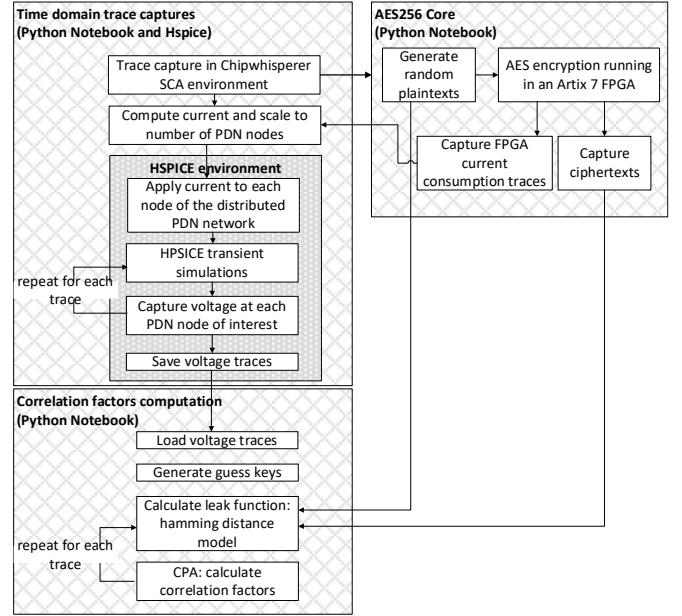 Time domain trace captures
(Python Notebook and Hspice)
Trace capture in Chipwhisperer
SCA environment
Compute current and scale to
number of PDN nodes
HSPICE environment
Apply current to each
node of the distributed
PDN network
HPSICE transient
simulations
repeat for each
trace
Capture voltage at each
PDN node of interest
Save voltage traces
AES256 Core
(Python Notebook)
Generate
random
plaintexts
AES encryption running
in an Artix 7 FPGA
Capture FPGA
current
consumption traces
Capture
ciphertexts
Correlation factors computation
(Python Notebook)
Load voltage traces
Generate guess keys
Calculate leak function:
hamming distance
model
repeat for each
trace
CPA: calculate
correlation factors